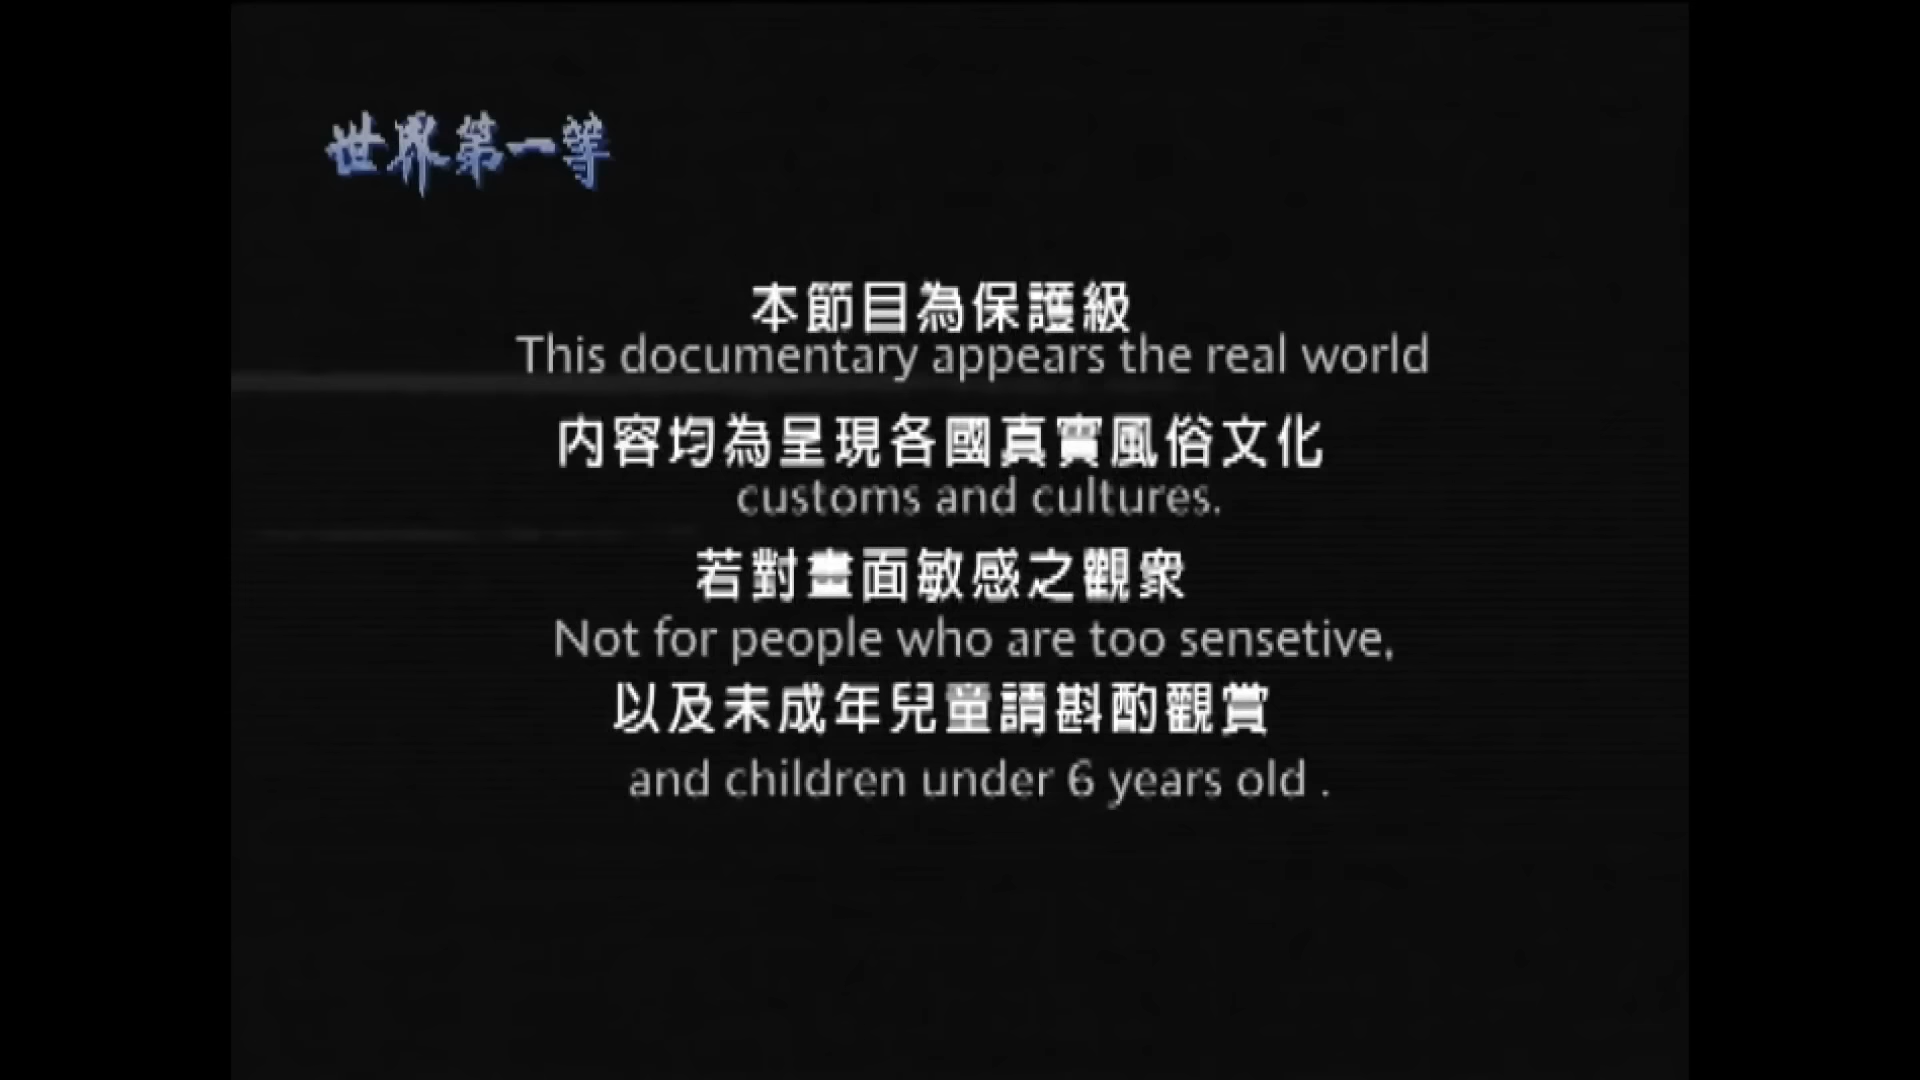 世界第一等
本節目為保護級
This documentary appears the real world
內容均為呈現各國真實風俗文化
customs and cultures.
若對畫面敏感之觀眾
Not for people who are too sensetive,
以及未成年兒童請斟酌觀賞
and children under 6 years old .